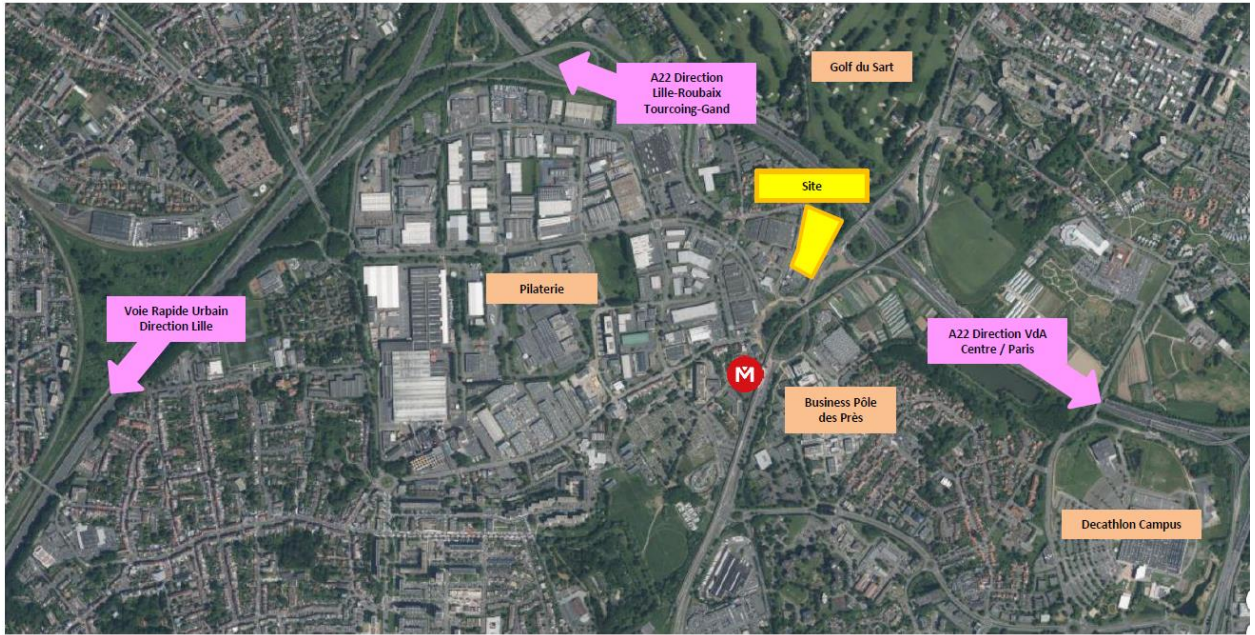 Golf du Sart
A22 Direction
Lille-Roubaix
Tourcoing-Gand
Site
Pilaterie
Voie Rapide Urbain
Direction Lille
A22 Direction VdA
Centre / Paris
M
Business Pôle
des Près
Decathlon Campus